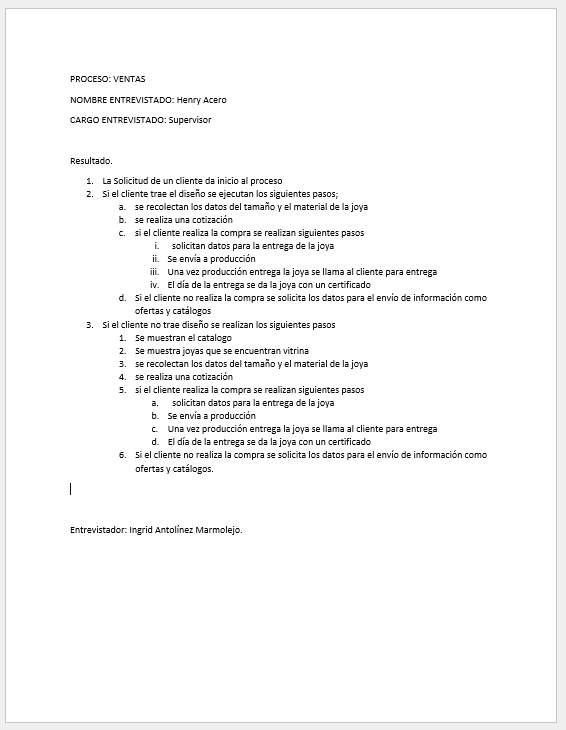 PROCESO: VENTAS
NOMBRE ENTREVISTADO: Henry Acero
CARGO ENTREVISTADO: Supervisor
Resultado.
1. La Solicitud de un cliente da inicio al proceso
2. Si el cliente trae el diseño se ejecutan los siguientes pasos;
a. se recolectan los datos del tamaño y el material de la joya
b. se realiza una cotización
c. si el cliente realiza la compra se realizan siguientes pasos
i. solicitan datos para la entrega de la joya
ii. Se envía a producción
iii. Una vez producción entrega la joya se llama al cliente para entrega
iv. El día de la entrega se da la joya con un certificado
d. Si el cliente no realiza la compra se solicita los datos para el envío de información como
ofertas y catálogos
3. Si el cliente no trae diseño se realizan los siguientes pasos
1. Se muestran el catalogo
2. Se muestra joyas que se encuentran vitrina
3. se recolectan los datos del tamaño y el material de la joya
4. se realiza una cotización
5. si el cliente realiza la compra se realizan siguientes pasos
a. solicitan datos para la entrega de la joya
b. Se envía a producción
c. Una vez producción entrega la joya se llama al cliente para entrega
d. El día de la entrega se da la joya con un certificado
6. Si el cliente no realiza la compra se solicita los datos para el envío de información como
ofertas y catálogos.
Entrevistador: Ingrid Antolínez Marmolejo.